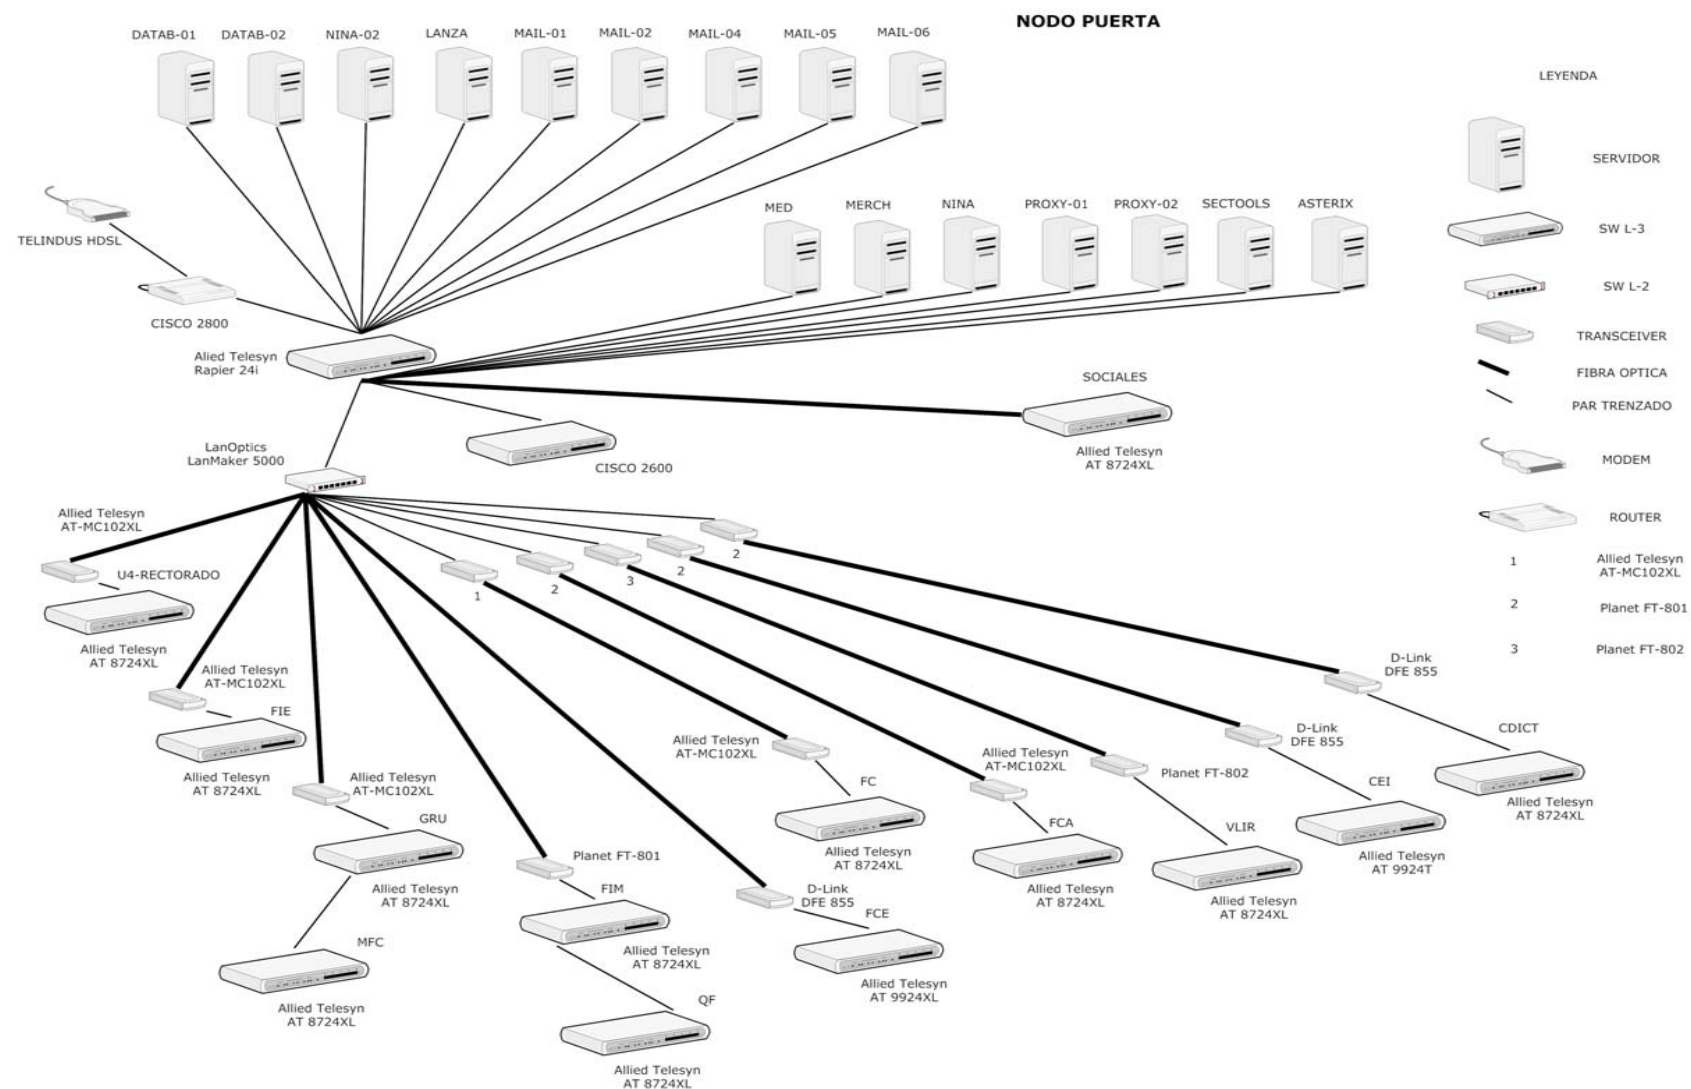 NODO PUERTA
DATAB-01
DATAB-02
NINA-02
LANZA
MAIL-01
MAIL-02
MAIL-04
MAIL-05
MAIL-06
LEYENDA
SERVIDOR
SW L-3
SW L-2
TRANSCEIVER
FIBRA OPTICA
PAR TRENZADO
MODEM
ROUTER
1
Allied Telesyn
AT-MC102XL
2
Planet FT-801
3
Planet FT-802
MED
MERCH
NINA
PROXY-01
PROXY-02
SECTOOLS
ASTERIX
TELINDUS HDSL
CISCO 2800
Alied Telesyn
Rapier 24i
SOCIALES
Allied Telesyn
AT 8724XL
CISCO 2600
LanOptics
LanMaker 5000
Allied Telesyn
AT-MC102XL
U4-RECTORADO
Allied Telesyn
AT 8724XL
Allied Telesyn
AT-MC102XL
FIE
Allied Telesyn
AT 8724XL
Allied Telesyn
AT-MC102XL
GRU
Allied Telesyn
AT 8724XL
MFC
Allied Telesyn
AT 8724XL
Planet FT-801
FIM
Allied Telesyn
AT 8724XL
QF
Allied Telesyn
AT 8724XL
D-Link
DFE 855
FCE
Allied Telesyn
AT 9924XL
1
2
3
2
2
Allied Telesyn
AT-MC102XL
FC
Allied Telesyn
AT 8724XL
Allied Telesyn
AT-MC102XL
FCA
Allied Telesyn
AT 8724XL
Planet FT-802
VLIR
Allied Telesyn
AT 8724XL
D-Link
DFE 855
CEI
Allied Telesyn
AT 9924T
D-Link
DFE 855
CDICT
Allied Telesyn
AT 8724XL